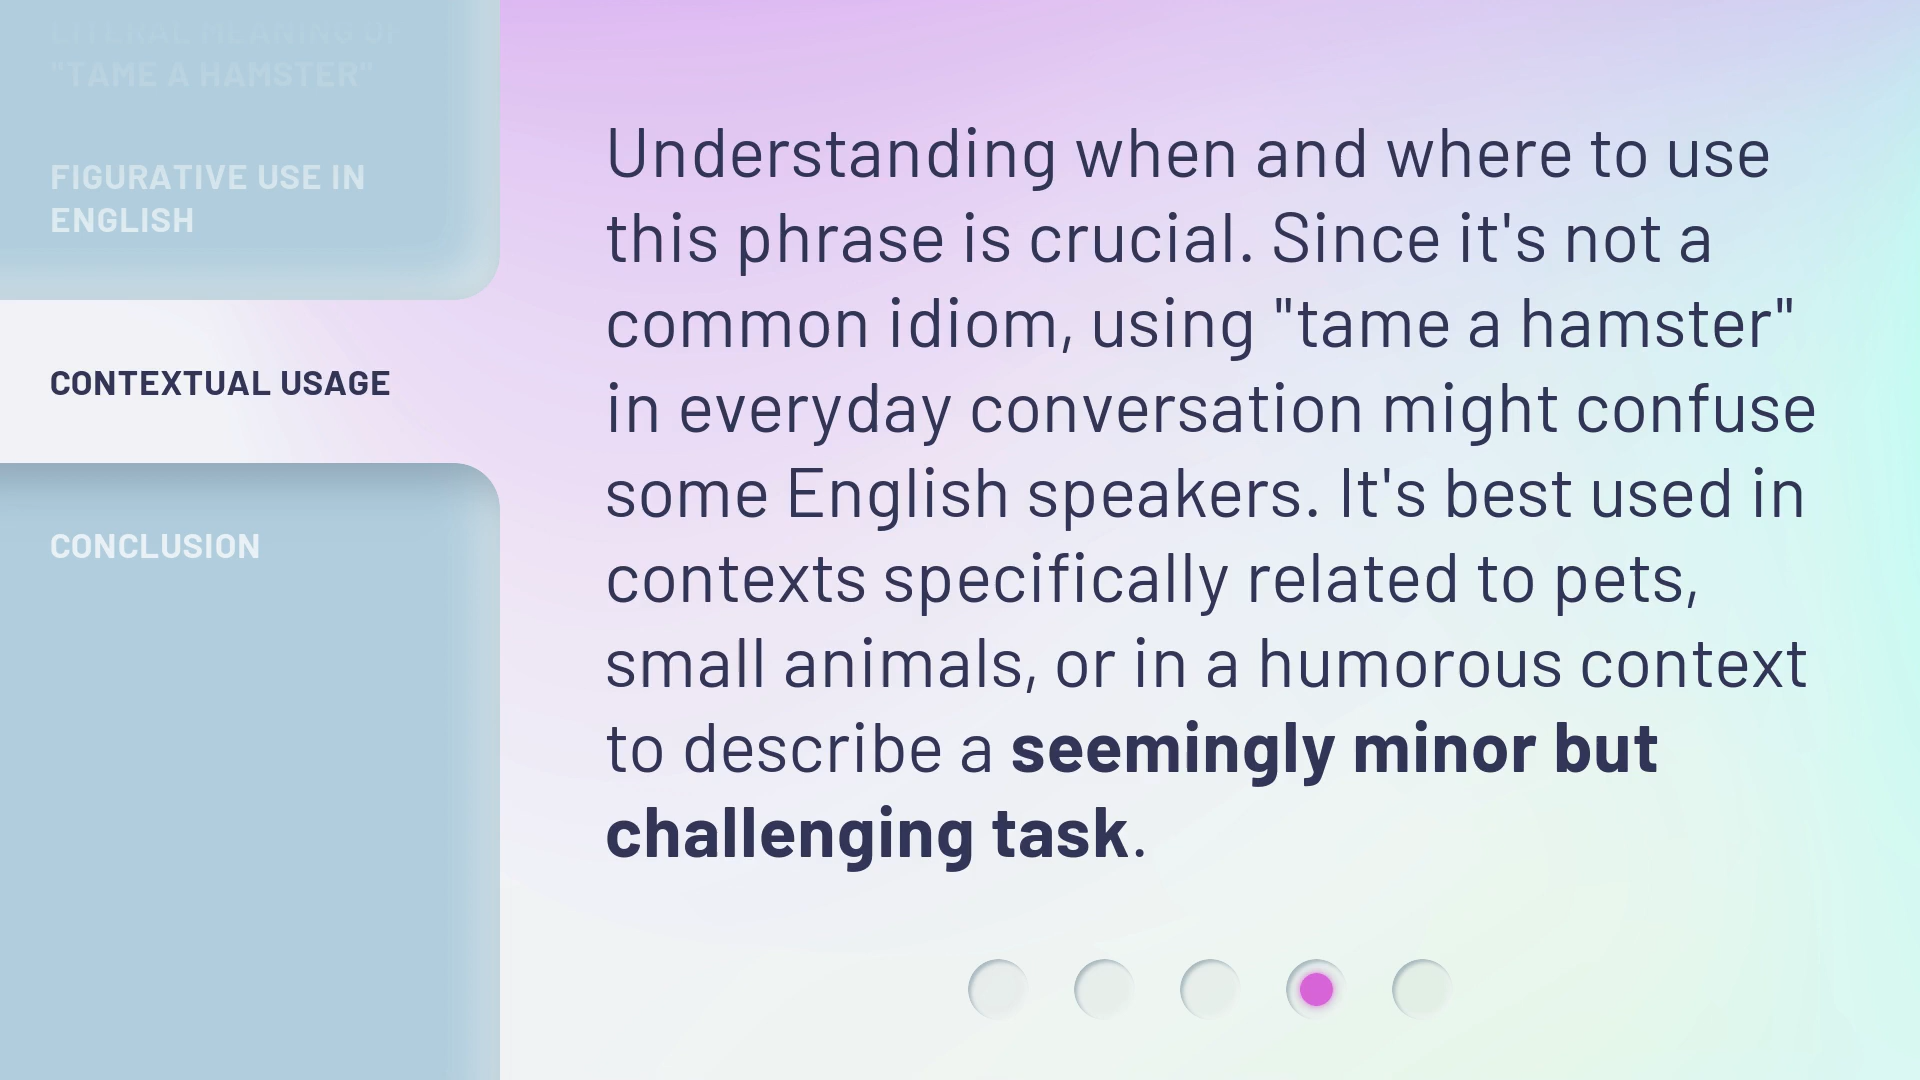 LITERAL MEANING OF
"TAME A HAMSTER"
FIGURATIVE USE IN
ENGLISH
CONTEXTUAL USAGE
CONCLUSION
Understanding when and where to use
this phrase is crucial. Since it's not a
common idiom, using "tame a hamster"
in everyday conversation might confuse
some English speakers. It's best used in
contexts specifically related to pets,
small animals, or in a humorous context
to describe a seemingly minor but
challenging task.